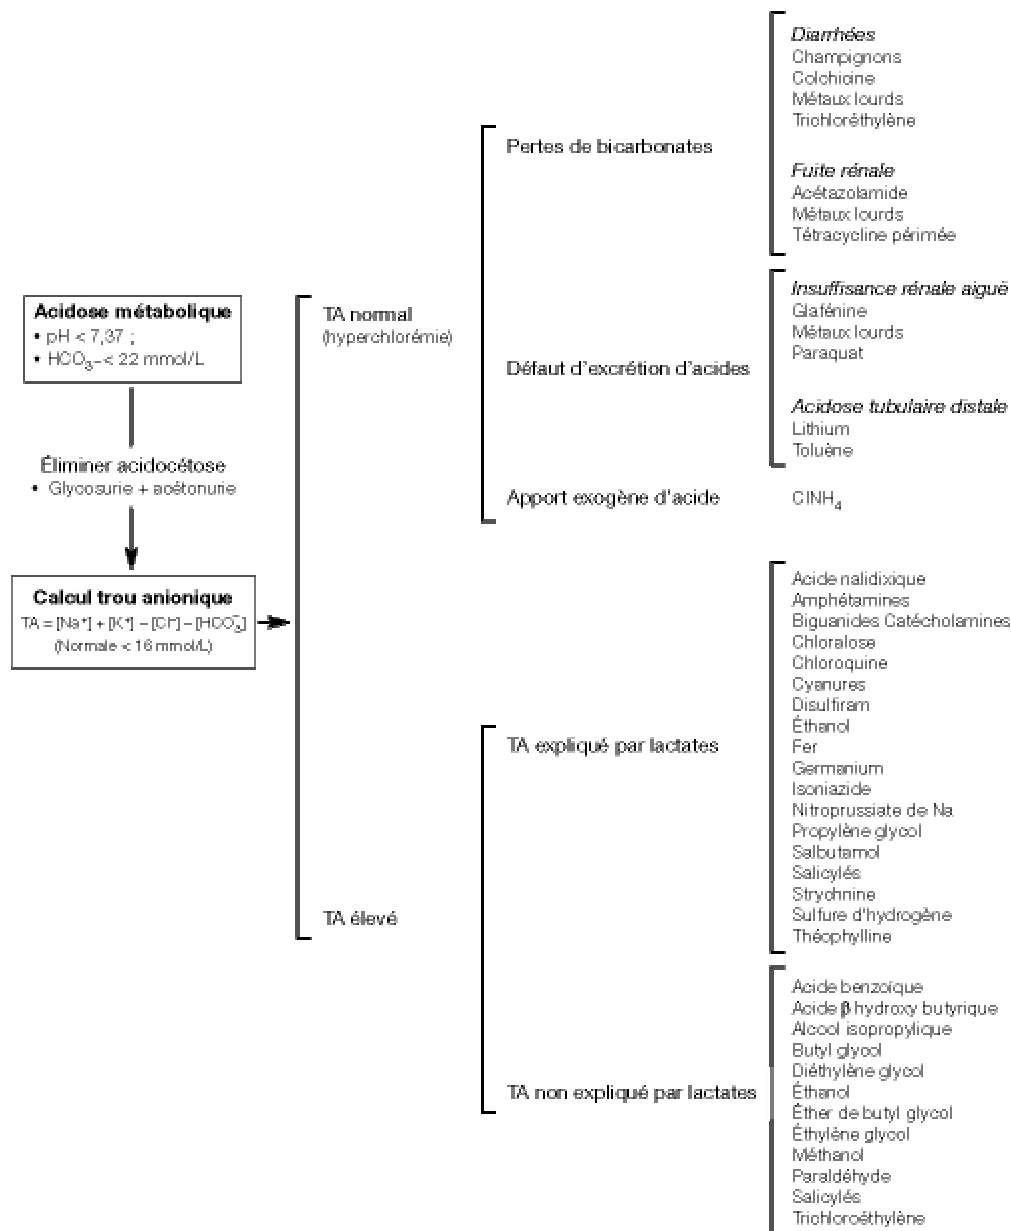 Acidose métabolique
• pH < 7,37 ;
• HCO3– < 22 mmol/L
Éliminer acidocétose
• Glycosurie + acétonurie
Calcul trou anionique
TA = [Na+] + [K+] – [Cl-] – [HCO3-]
(Normale < 16 mmol/L)
TA normal
(hyperchlorémie)
Pertes de bicarbonates
Diarrhées
Champignons
Colchicine
Métaux lourds
Trichloréthylène
Fuite rénale
Acétazolamide
Métaux lourds
Tétracycline périmée
Défaut d'excrétion d'acides
Insuffisance rénale aiguë
Glafénine
Métaux lourds
Paraquat
Acidose tubulaire distale
Lithium
Toluène
Apport exogène d'acide
ClNH4
TA élevé
TA expliqué par lactates
Acide nalidixique
Amphétamines
Biguanides Catécholamines
Chloralose
Chloroquine
Cyanures
Disulfiram
Éthanol
Fer
Germanium
Isoniazide
Nitroprussiate de Na
Propylène glycol
Salbutamol
Salicylés
Strychnine
Sulfure d'hydrogène
Théophylline
TA non expliqué par lactates
Acide benzoïque
Acide β hydroxy butyrique
Alcool isopropylique
Butyl glycol
Diéthylène glycol
Éthanol
Éther de butyl glycol
Éthylène glycol
Méthanol
Paraldéhyde
Salicylés
Trichloroéthylène